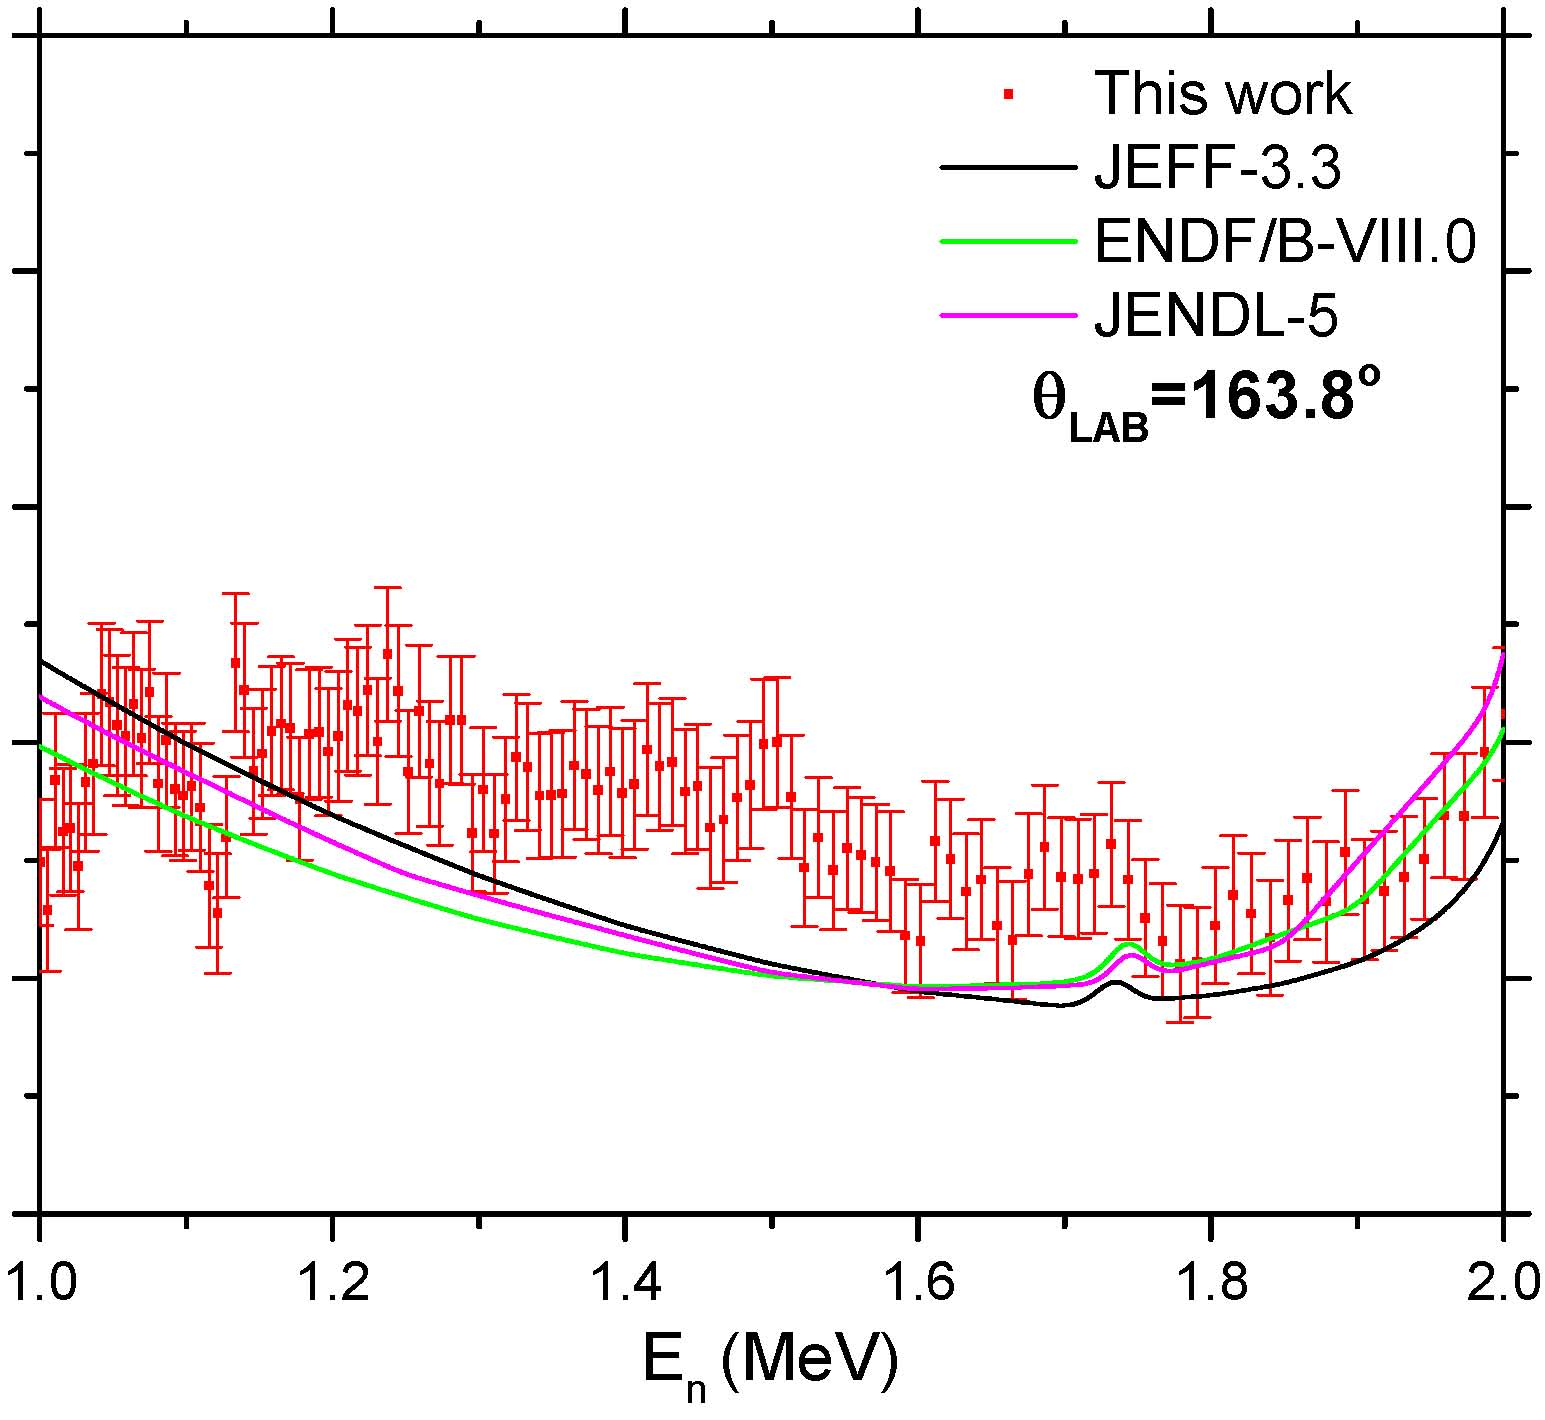 This work
JEFF-3.3
ENDF/B-VIII.0
JENDL-5
θLAB=163.8º
1.0 1.2 1.4 1.6 1.8 2.0
En (MeV)